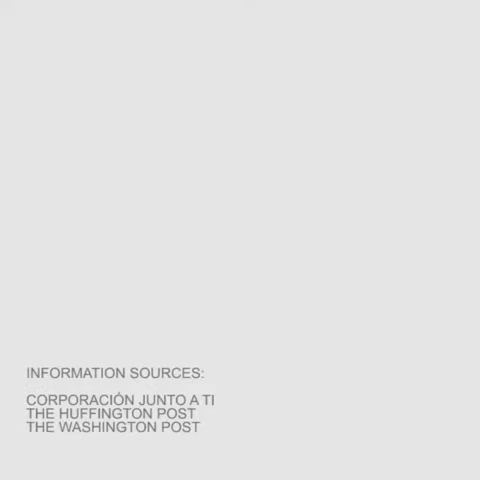 INFORMATION SOURCES:
CORPORACIÓN JUNTO A TI
THE HUFFINGTON POST
THE WASHINGTON POST